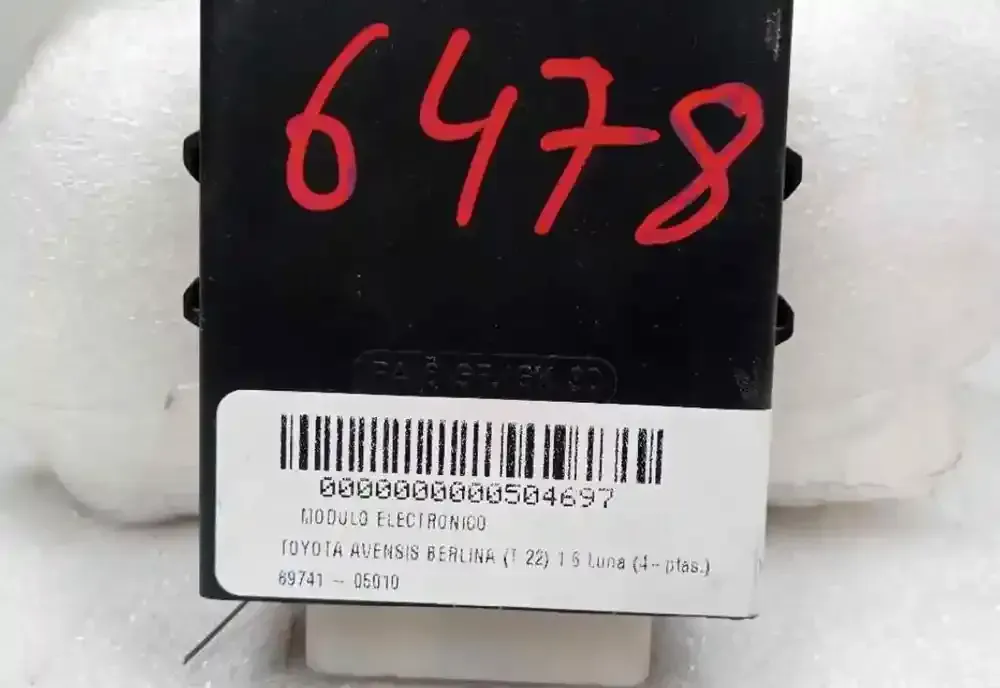 6478
0000000000504697
MODULO ELECTRONICO
TOYOTA AVENSIS BERLINA (T 22) 1 6 Luna (4-ptas.)
89741 - 05010